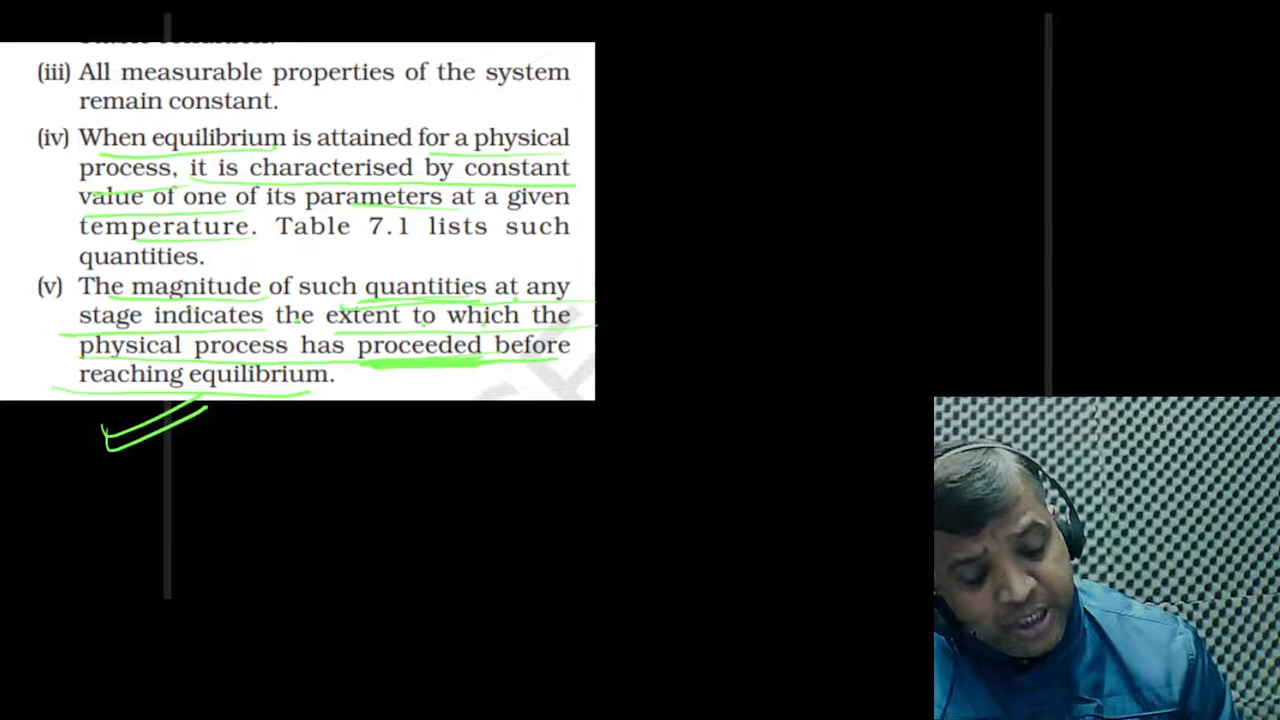 (iii) All measurable properties of the system
remain constant.
(iv) When equilibrium is attained for a physical
process, it is characterised by constant
value of one of its parameters at a given
temperature. Table 7.1 lists such
quantities.
(v) The magnitude of such quantities at any
stage indicates the extent to which the
physical process has proceeded before
reaching equilibrium.